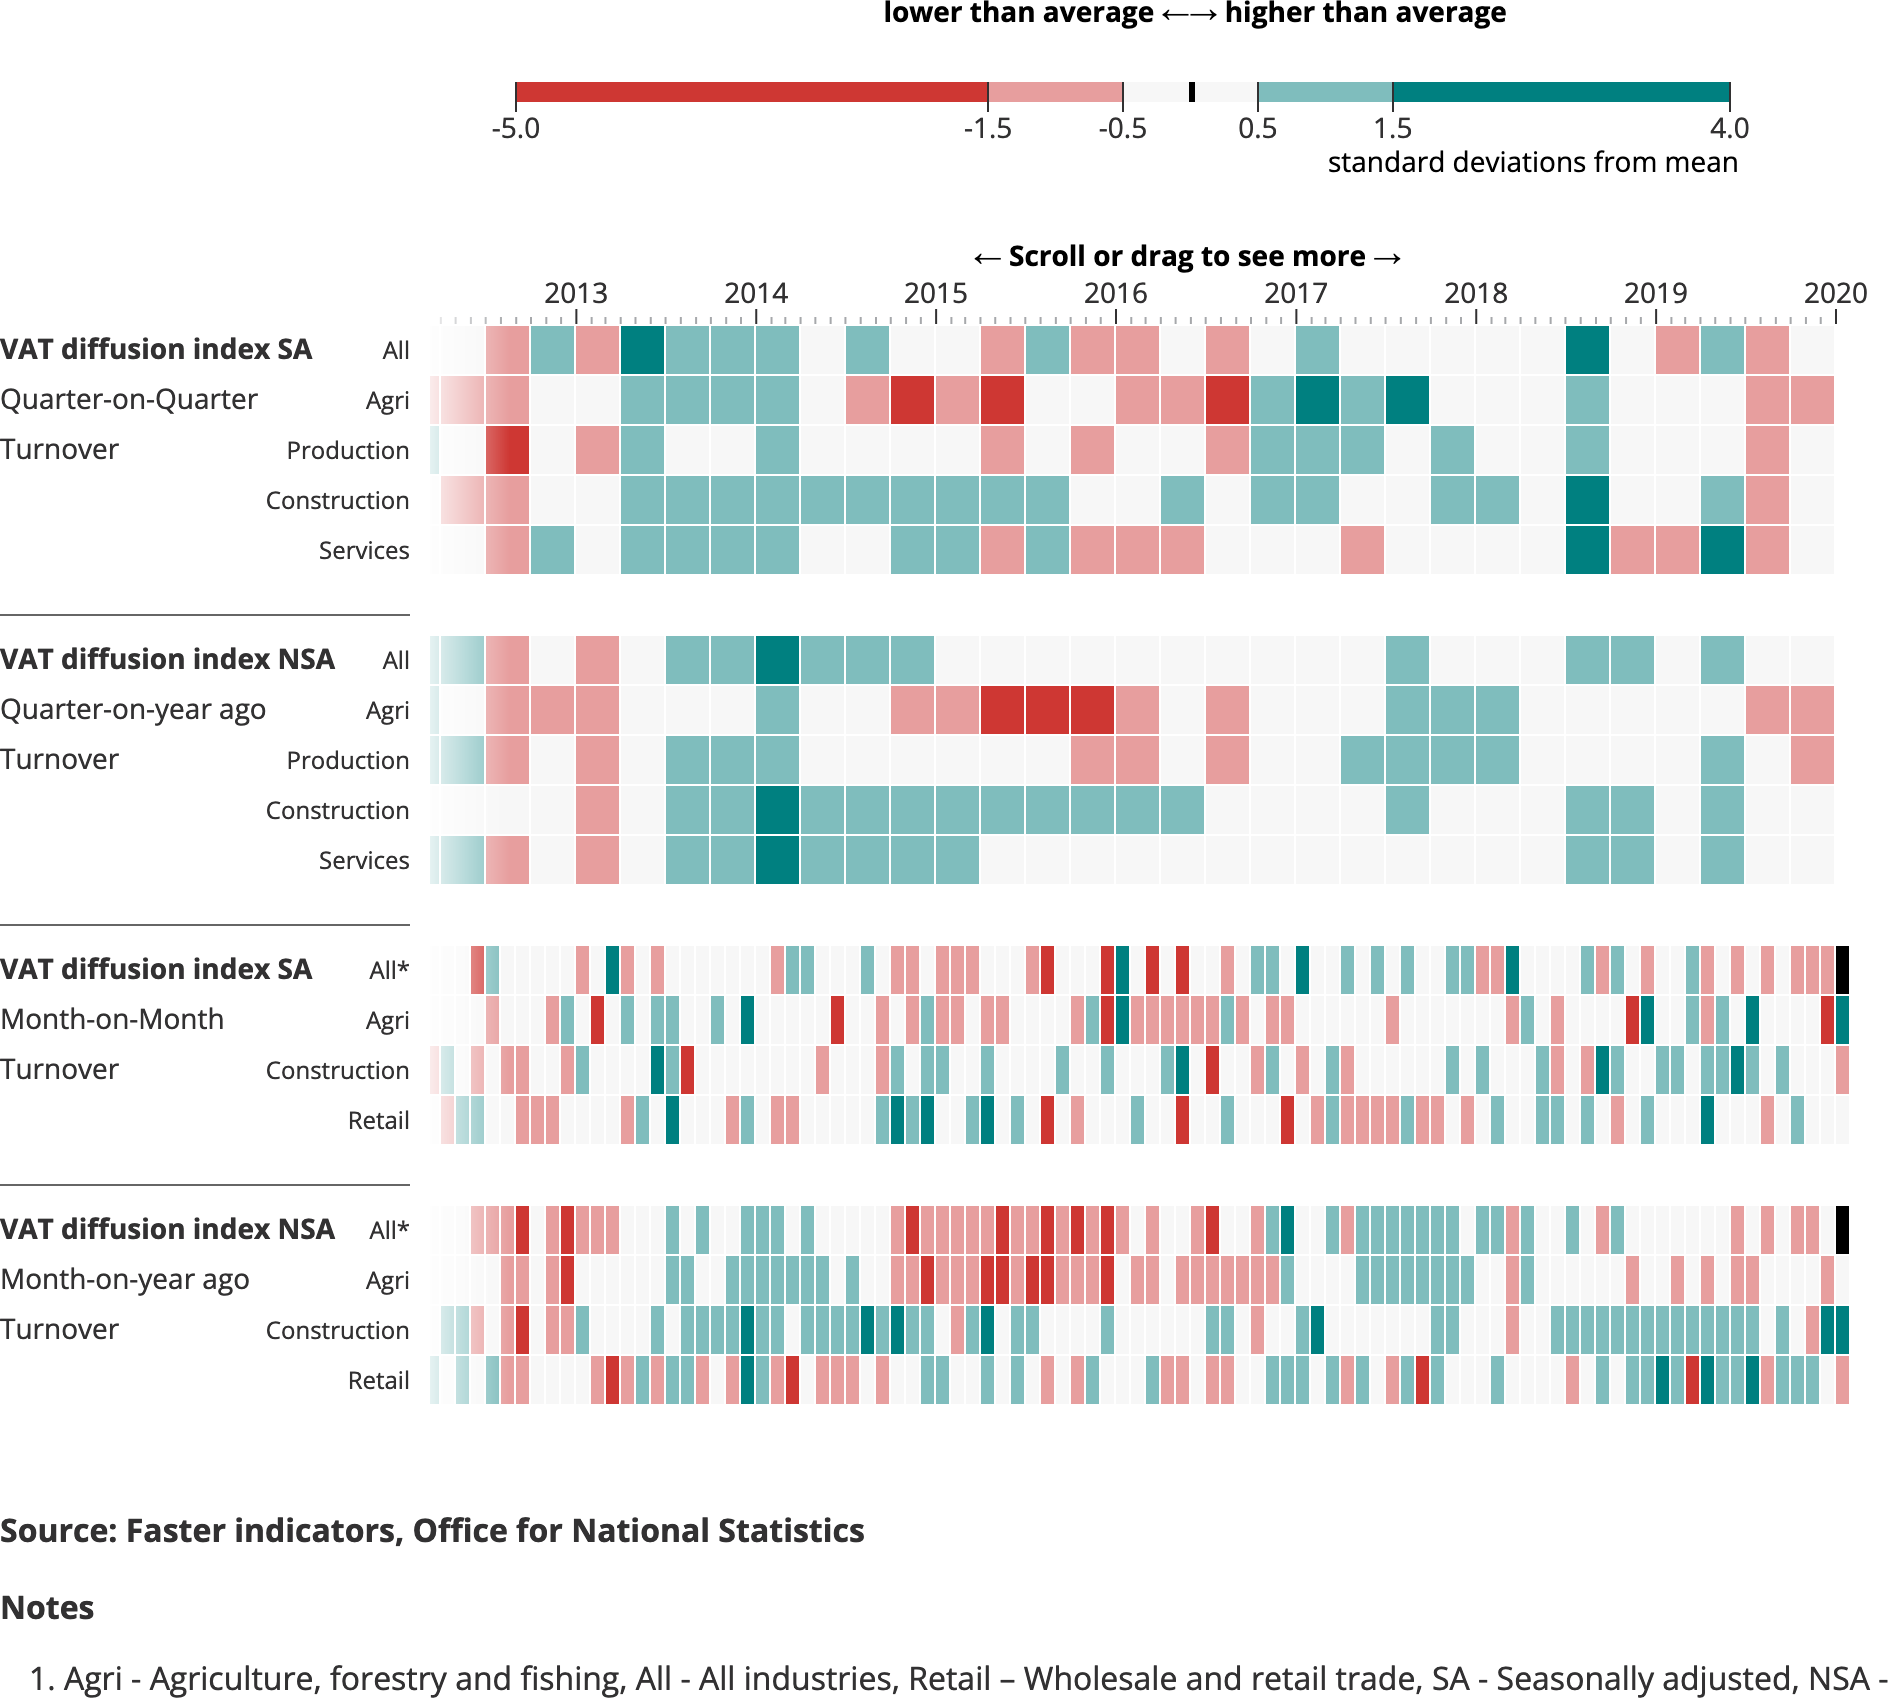 lower than average ←→ higher than average
-5.0 -1.5 -0.5 0.5 1.5 4.0
standard deviations from mean
← Scroll or drag to see more →
2013 2014 2015 2016 2017 2018 2019 2020
VAT diffusion index SA All
Quarter-on-Quarter Agri
Turnover Production
Construction
Services
VAT diffusion index NSA All
Quarter-on-year ago Agri
Turnover Production
Construction
Services
VAT diffusion index SA All*
Month-on-Month Agri
Turnover Construction
Retail
VAT diffusion index NSA All*
Month-on-year ago Agri
Turnover Construction
Retail
Source: Faster indicators, Office for National Statistics
Notes
1. Agri - Agriculture, forestry and fishing, All - All industries, Retail – Wholesale and retail trade, SA - Seasonally adjusted, NSA -